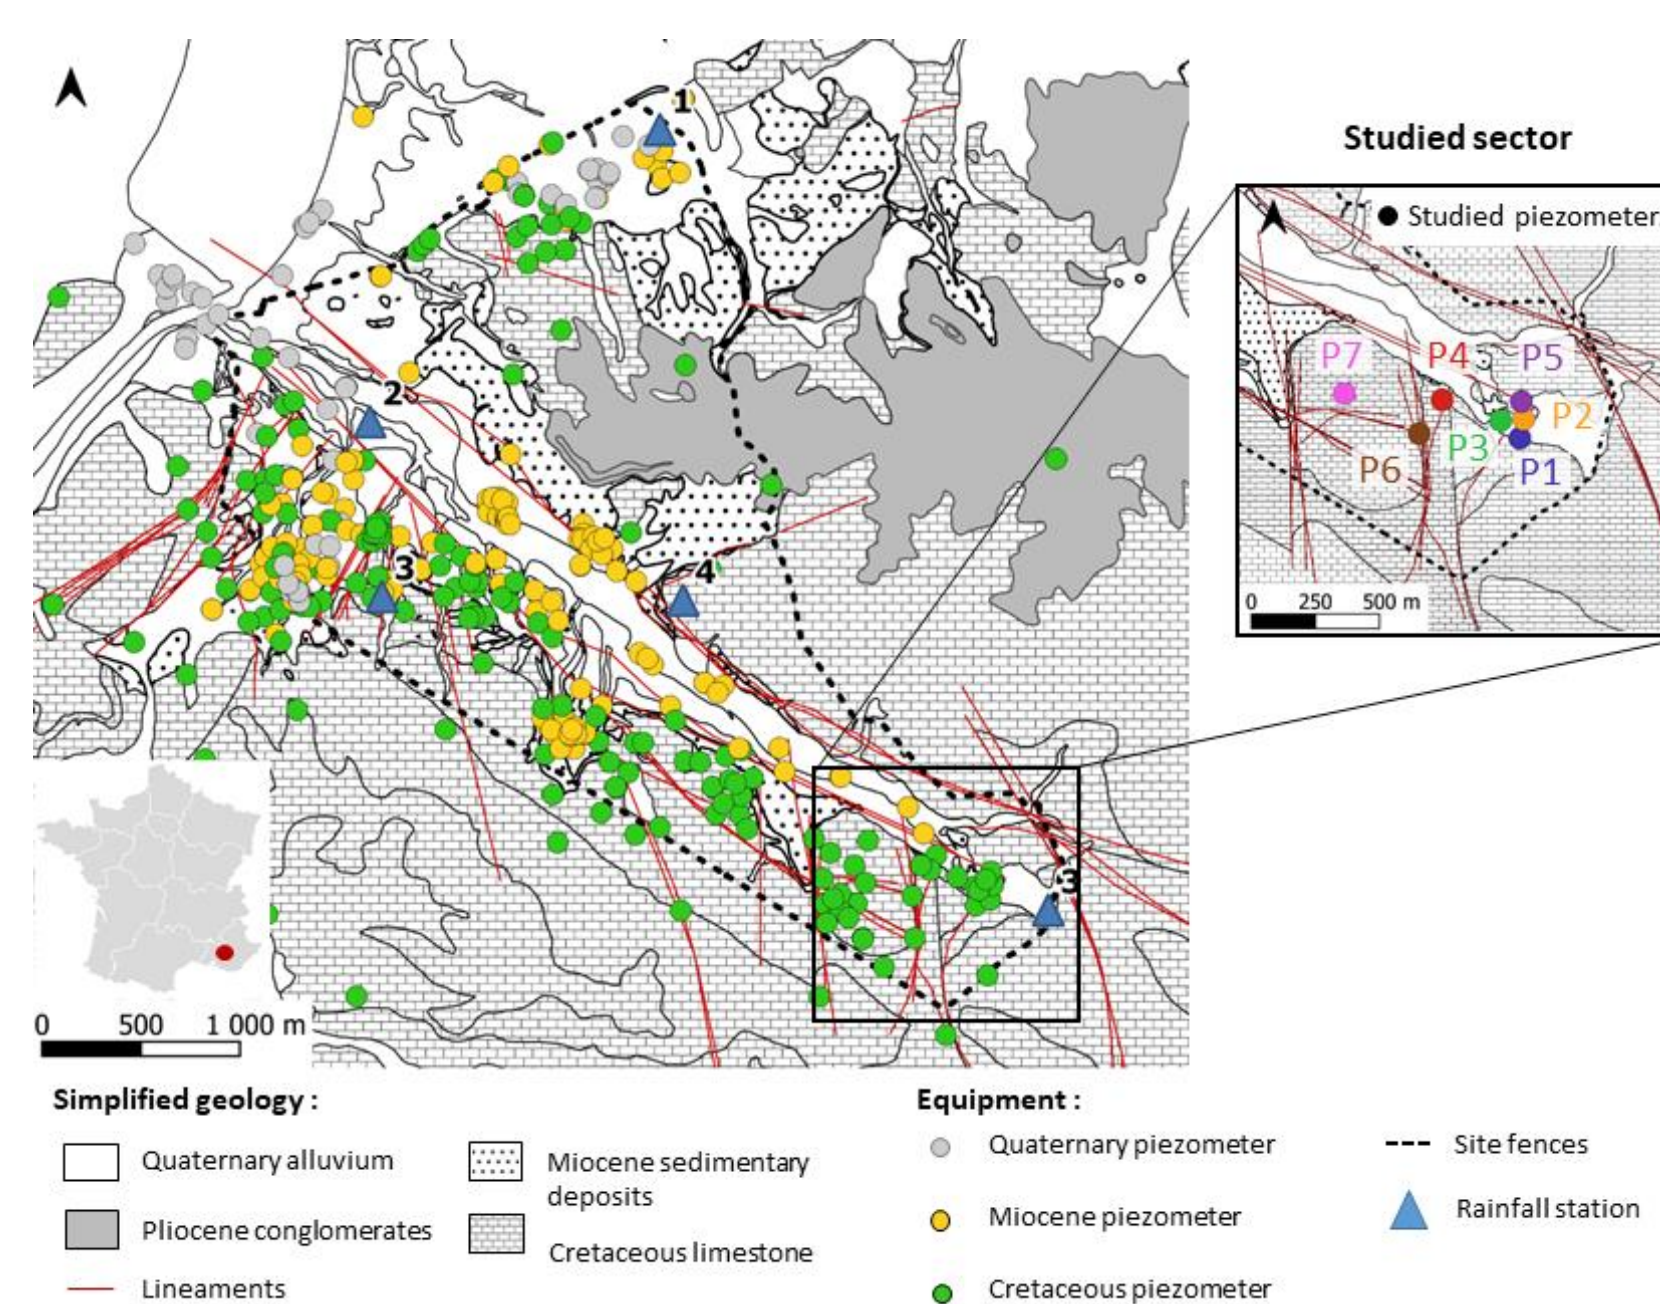 1
2
3
4
3
0 500 1 000 m
Studied sector
Studied piezometer
P7
P4
3
P5
P2
P3
P6
P1
0 250 500 m
Simplified geology :
Quaternary alluvium
Pliocene conglomerates
Lineaments
Miocene sedimentary
deposits
Cretaceous limestone
Equipment :
Quaternary piezometer
Miocene piezometer
Cretaceous piezometer
Site fences
Rainfall station